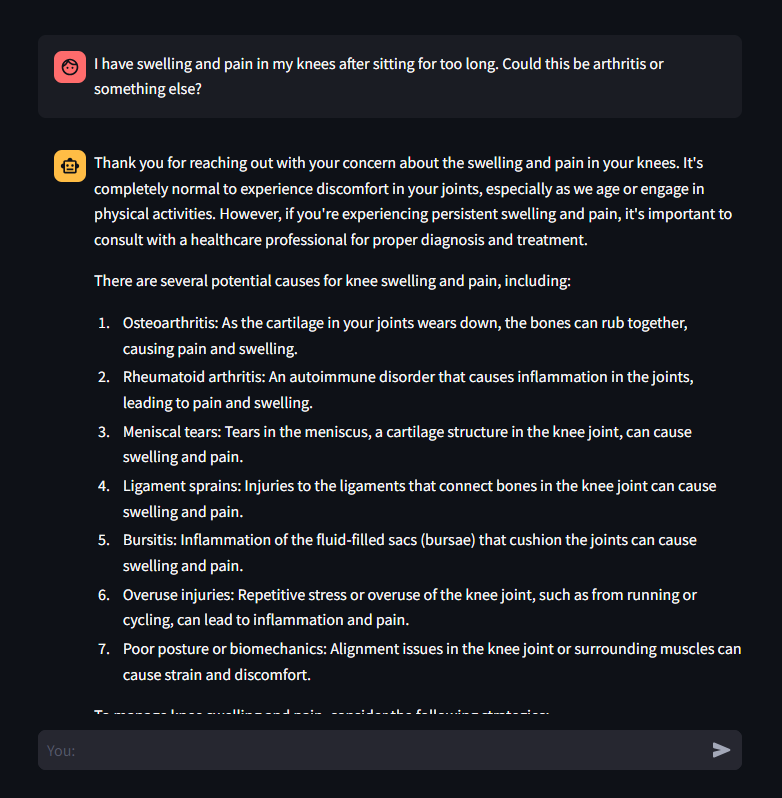 I have swelling and pain in my knees after sitting for too long. Could this be arthritis or
something else?
Thank you for reaching out with your concern about the swelling and pain in your knees. It's
completely normal to experience discomfort in your joints, especially as we age or engage in
physical activities. However, if you're experiencing persistent swelling and pain, it's important to
consult with a healthcare professional for proper diagnosis and treatment.
There are several potential causes for knee swelling and pain, including:
1. Osteoarthritis: As the cartilage in your joints wears down, the bones can rub together,
causing pain and swelling.
2. Rheumatoid arthritis: An autoimmune disorder that causes inflammation in the joints,
leading to pain and swelling.
3. Meniscal tears: Tears in the meniscus, a cartilage structure in the knee joint, can cause
swelling and pain.
4. Ligament sprains: Injuries to the ligaments that connect bones in the knee joint can cause
swelling and pain.
5. Bursitis: Inflammation of the fluid-filled sacs (bursae) that cushion the joints can cause
swelling and pain.
6. Overuse injuries: Repetitive stress or overuse of the knee joint, such as from running or
cycling, can lead to inflammation and pain.
7. Poor posture or biomechanics: Alignment issues in the knee joint or surrounding muscles can
cause strain and discomfort.
To manage knee swelling and pain, consider the following strategies:
You: